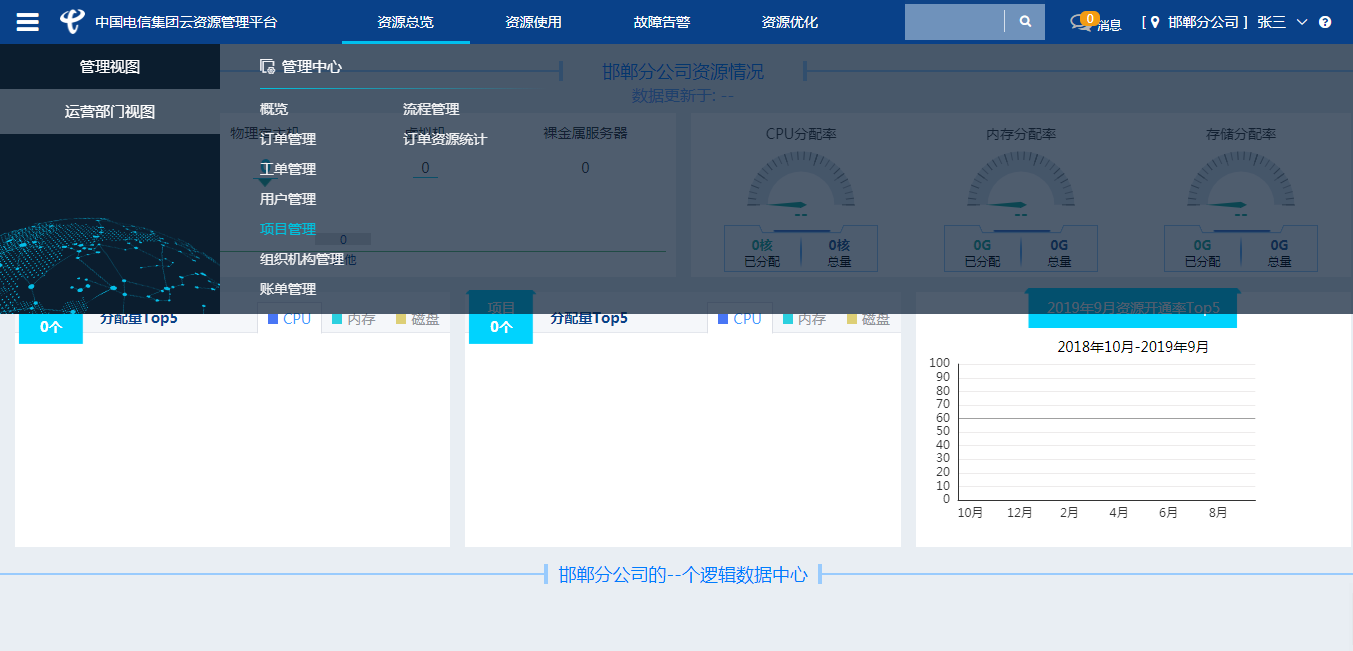 中国电信集团云资源管理平台 资源总览 资源使用 故障告警 资源优化 0 消息 [ 邯郸分公司 ] 张三
管理视图
运营部门视图
管理中心
概览 流程管理
订单管理 订单资源统计
工单管理
用户管理
项目管理
组织机构管理
账单管理
邯郸分公司资源情况
数据更新于: --
虚拟机 裸金属服务器
0 0
0
他
CPU分配率 内存分配率 存储分配率
-- -- --
0核 0核 0G 0G 0G 0G
已分配 总量 已分配 总量 已分配 总量
0个 分配量Top5 CPU 内存 磁盘
项目
0个 分配量Top5 CPU 内存 磁盘
2019年9月资源开通率Top5
2018年10月-2019年9月
100
90
80
70
60
50
40
30
20
10
0
10月 12月 2月 4月 6月 8月
邯郸分公司的--个逻辑数据中心